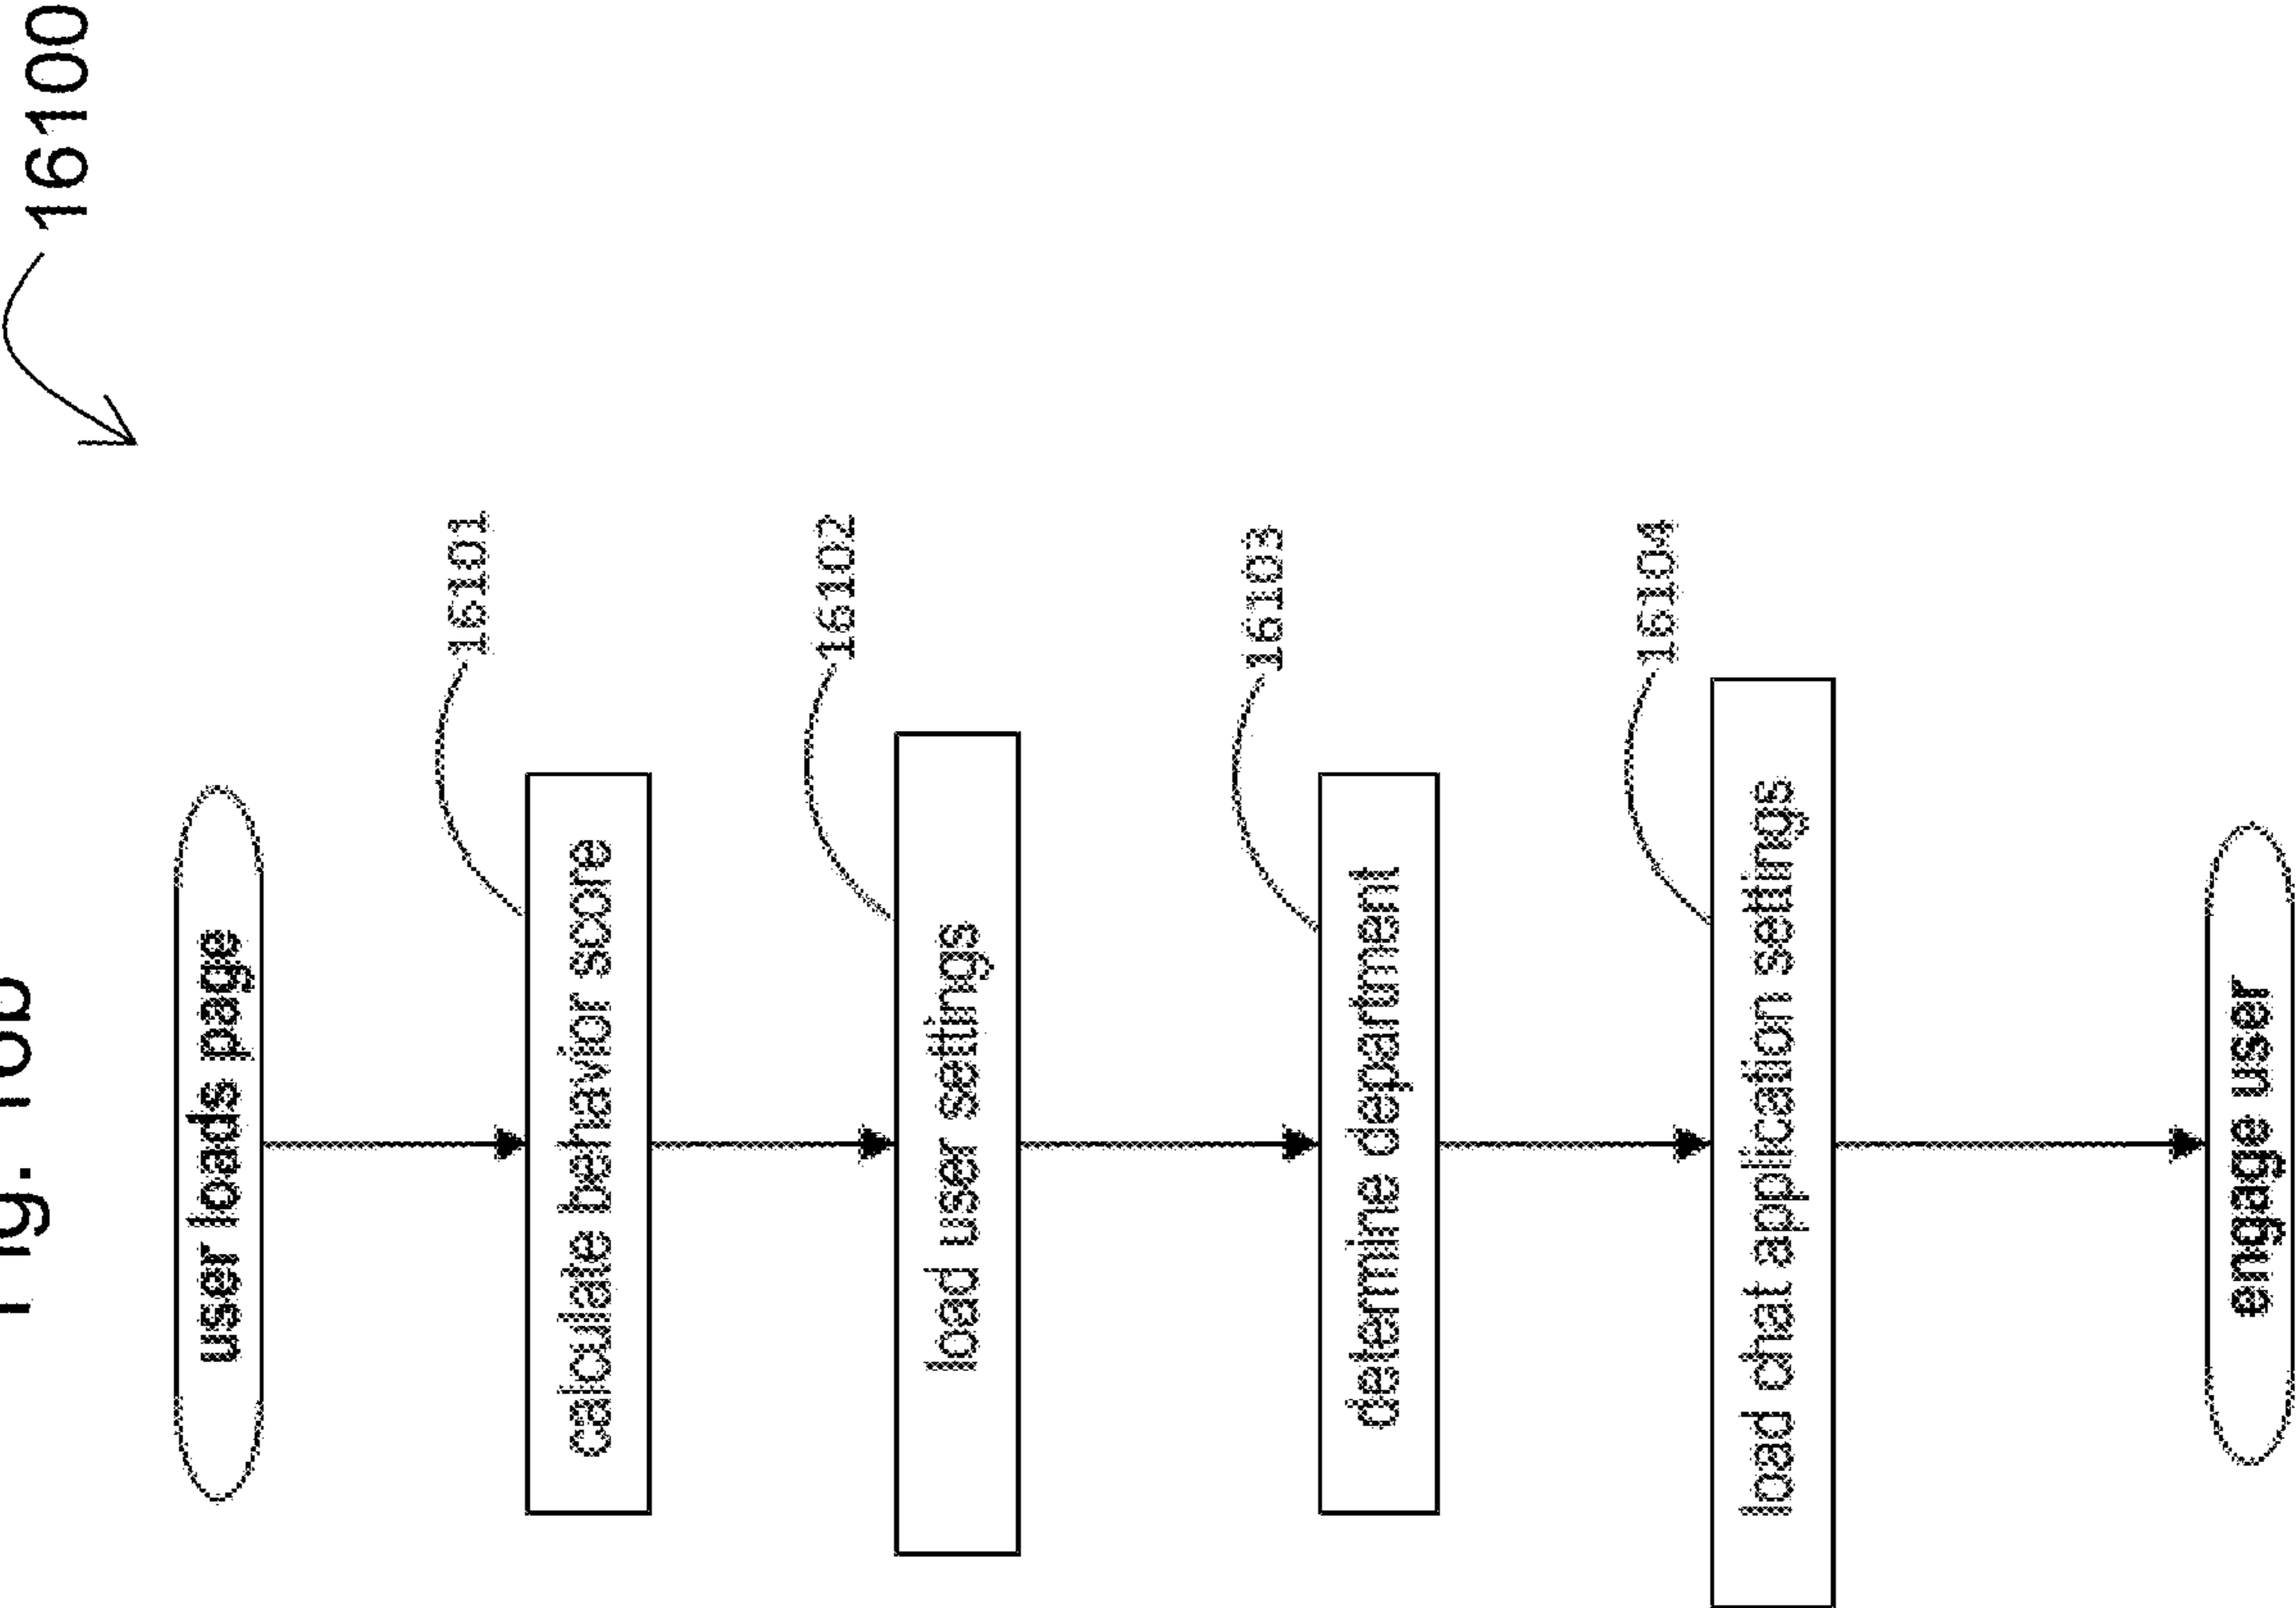 Fig. 16b
16100
user loads page
16101
calculate behavior score
16102
load user settings
16103
determine department
16104
load chat application settings
engage user